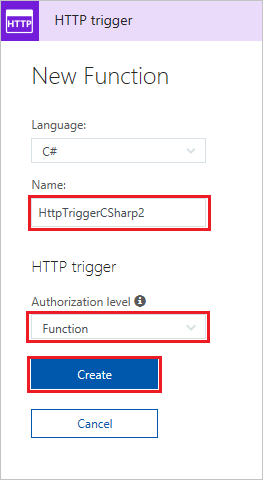 HTTP
HTTP trigger
New Function
Language:
C#
Name:
HttpTriggerCSharp2
HTTP trigger
Authorization level
Function
Create
Cancel